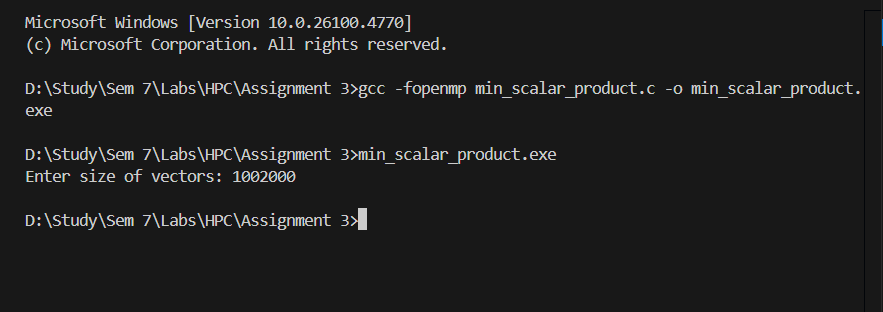 Microsoft Windows [Version 10.0.26100.4770]
(c) Microsoft Corporation. All rights reserved.
D:\Study\Sem 7\Labs\HPC\Assignment 3>gcc -fopenmp min_scalar_product.c -o min_scalar_product.
exe
D:\Study\Sem 7\Labs\HPC\Assignment 3>min_scalar_product.exe
Enter size of vectors: 1002000
D:\Study\Sem 7\Labs\HPC\Assignment 3>